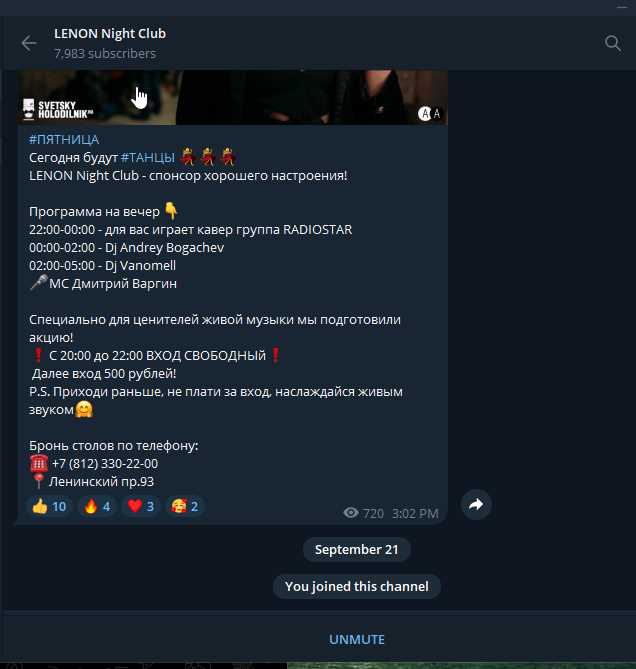 LENON Night Club
7,983 subscribers
SVETSKY
HOLODILNIK.RU
AA
#ПЯТНИЦА
Сегодня будут #ТАНЦЫ 💃💃💃
LENON Night Club - спонсор хорошего настроения!
Программа на вечер 👇
22:00-00:00 - для вас играет кавер группа RADIOSTAR
00:00-02:00 - Dj Andrey Bogachev
02:00-05:00 - Dj Vanomell
🎤МС Дмитрий Варгин
Специально для ценителей живой музыки мы подготовили
акцию!
❗ С 20:00 до 22:00 ВХОД СВОБОДНЫЙ❗
Далее вход 500 рублей!
P.S. Приходи раньше, не плати за вход, наслаждайся живым
звуком🤗
Бронь столов по телефону:
☎ +7 (812) 330-22-00
📍Ленинский пр.93
👍 10 🔥 4 ❤ 3 🥰 2
720 3:02 PM
September 21
You joined this channel
UNMUTE